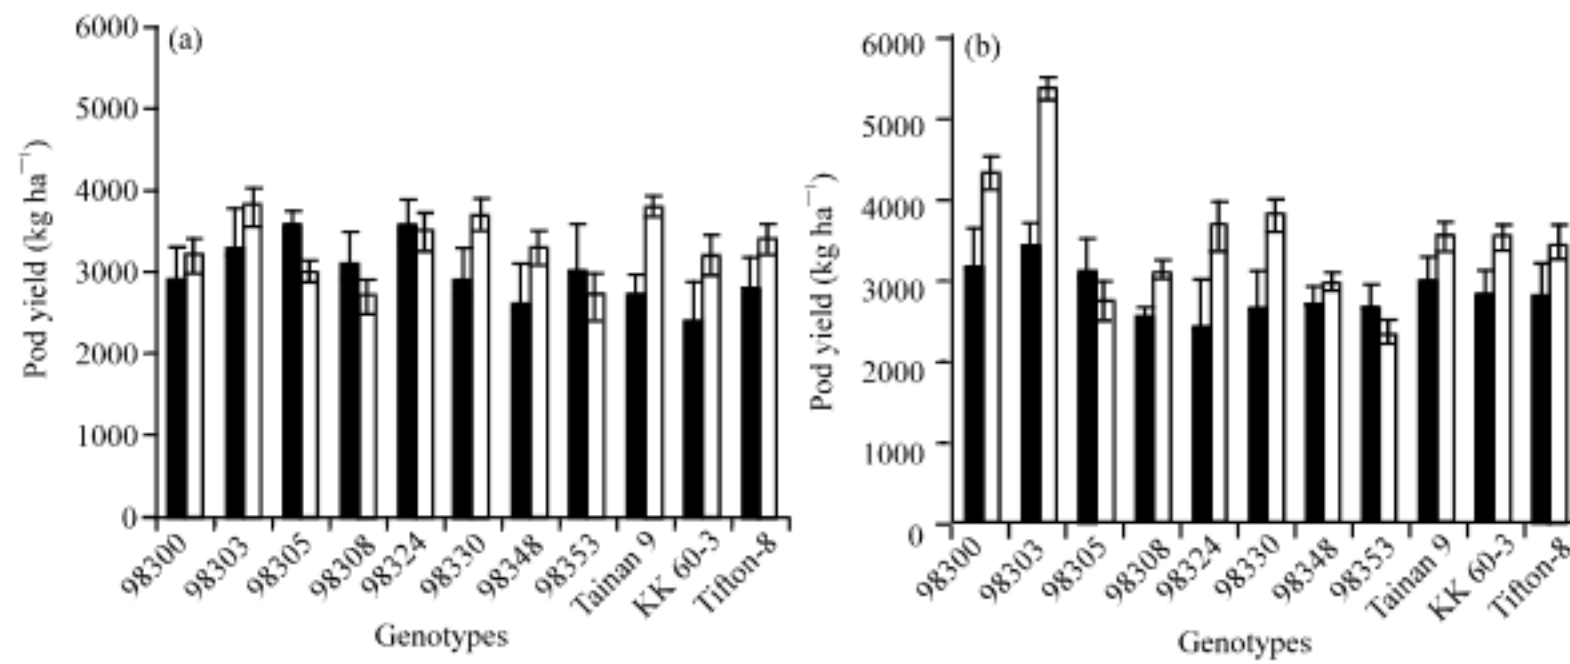 (a)
6000
5000
4000
3000
2000
1000
0
Pod yield (kg ha⁻¹)
98300
98303
98305
98308
98324
98330
98348
98353
Tainan 9
KK 60-3
Tifton-8
Genotypes
(b)
6000
5000
4000
3000
2000
1000
0
Pod yield (kg ha⁻¹)
98300
98303
98305
98308
98324
98330
98348
98353
Tainan 9
KK 60-3
Tifton-8
Genotypes